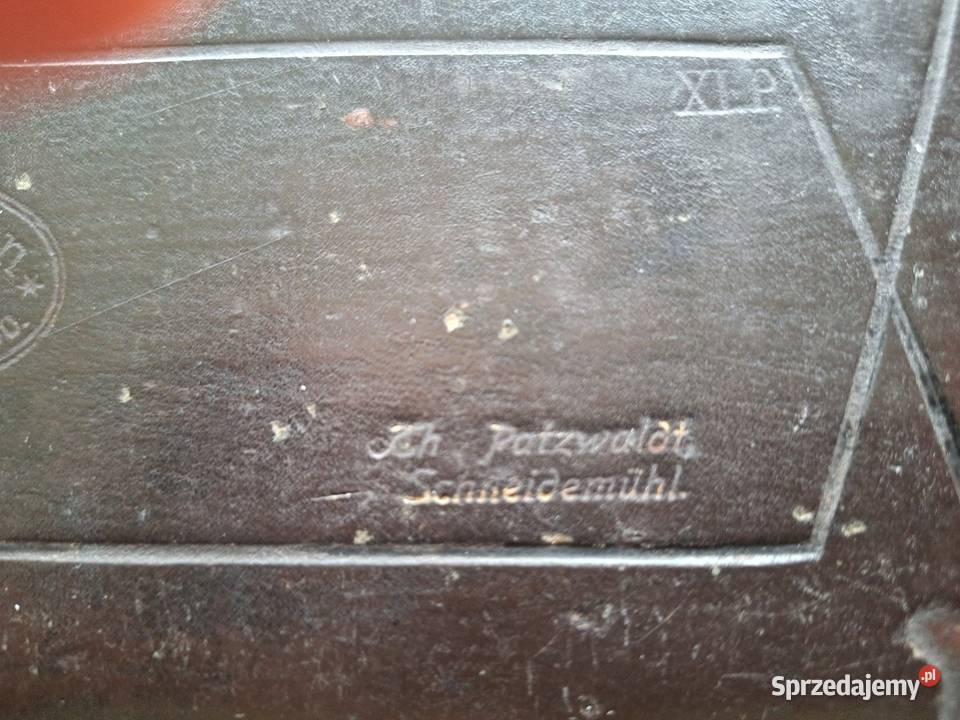 XLP
n
*
o.
Patzwaldt,
Schneidemühl.
Sprzedajemy.pl